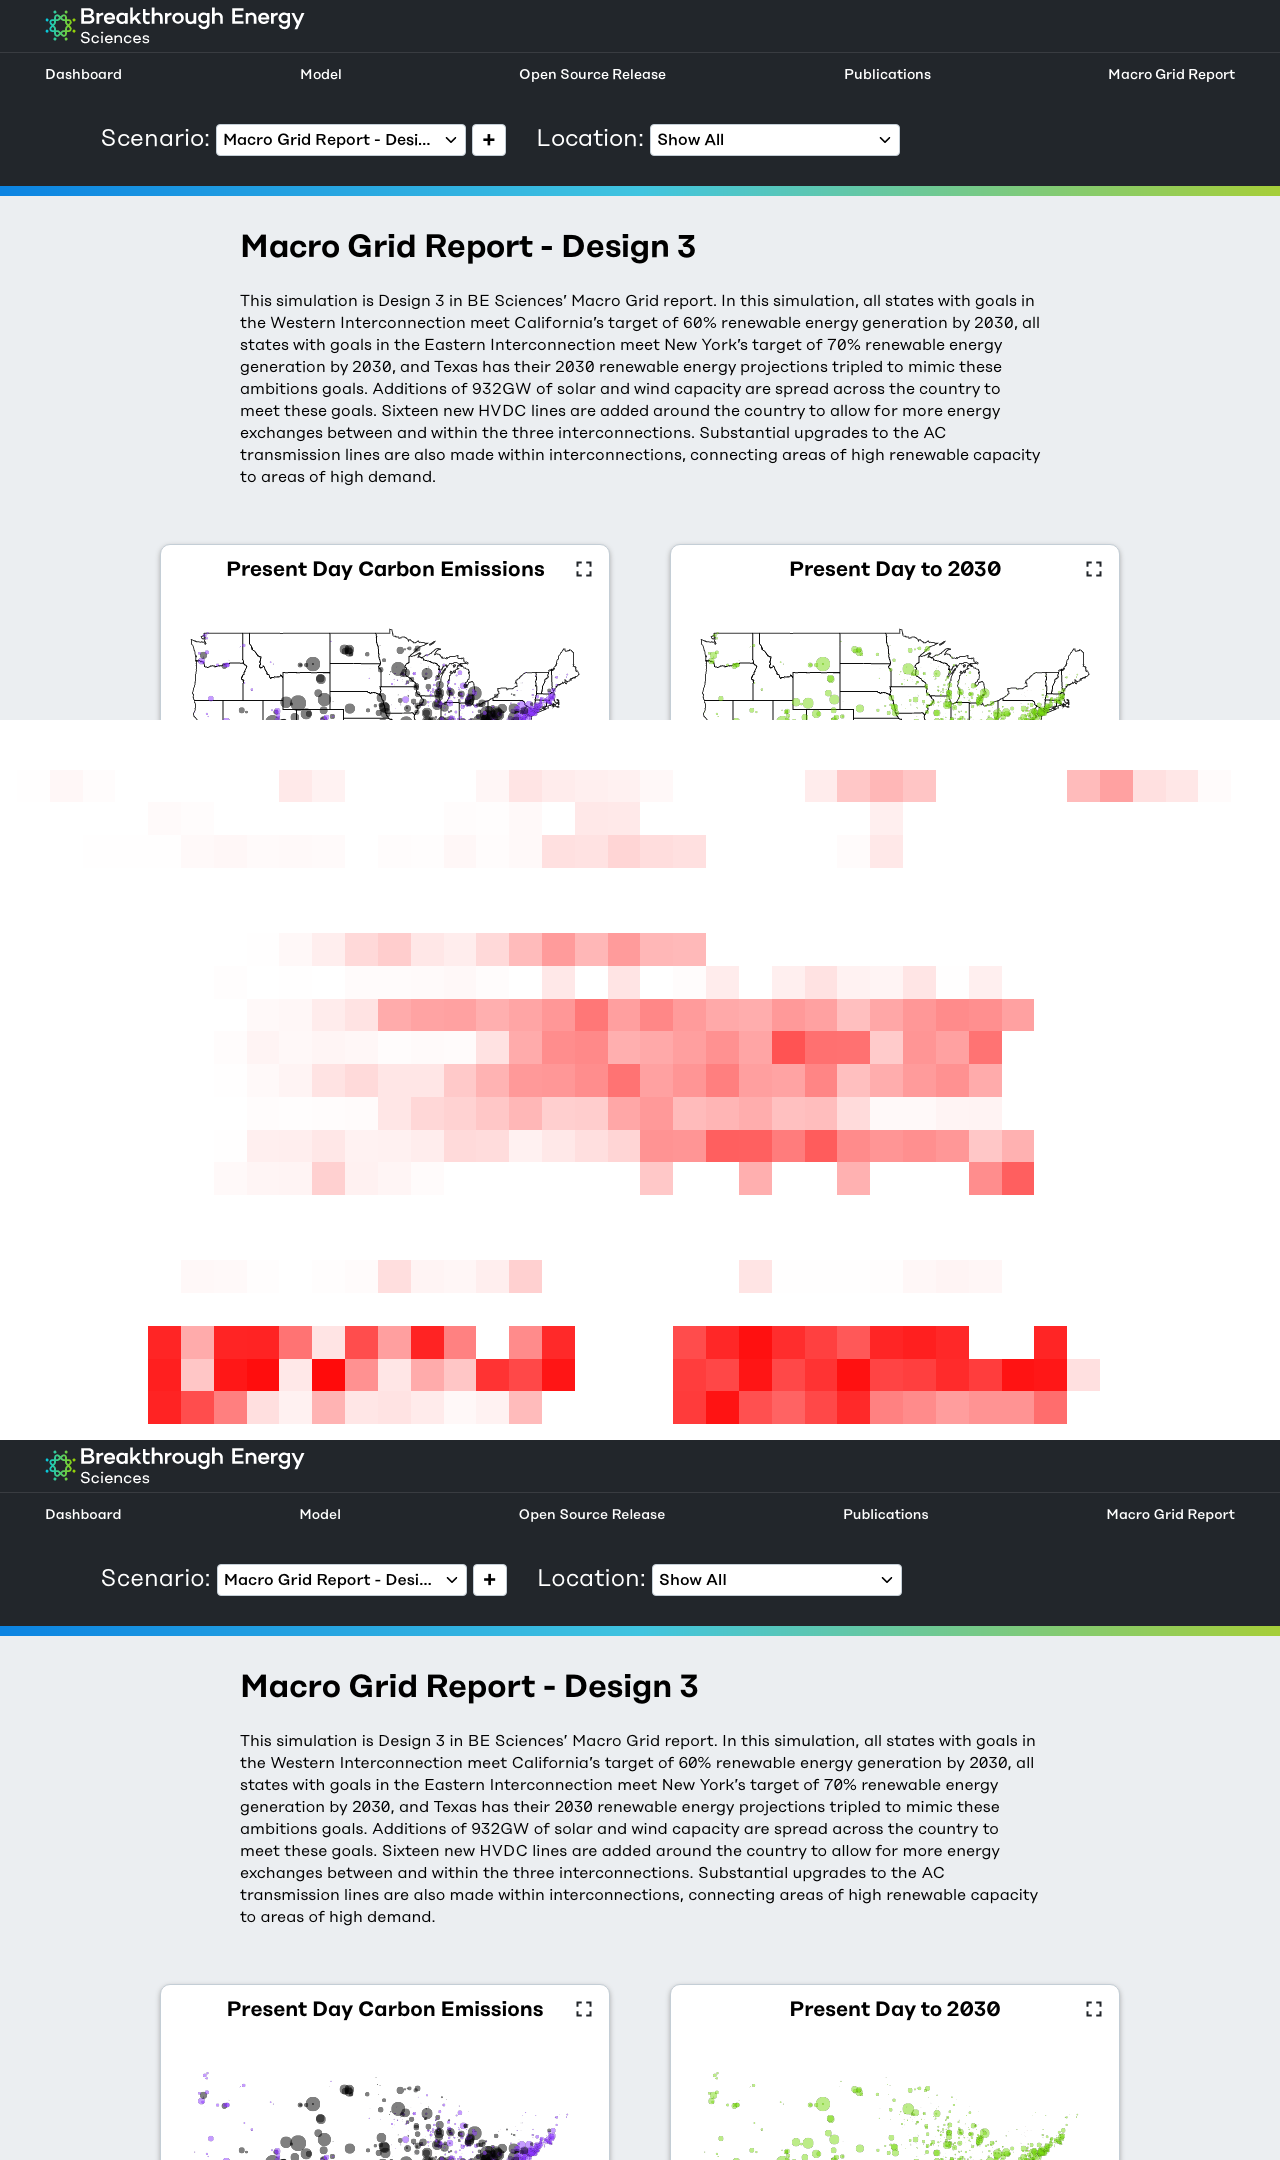 Breakthrough Energy
Sciences
Dashboard Model Open Source Release Publications Macro Grid Report
Scenario: Macro Grid Report - Desi... + Location: Show All
Macro Grid Report - Design 3
This simulation is Design 3 in BE Sciences’ Macro Grid report. In this simulation, all states with goals in
the Western Interconnection meet California’s target of 60% renewable energy generation by 2030, all
states with goals in the Eastern Interconnection meet New York’s target of 70% renewable energy
generation by 2030, and Texas has their 2030 renewable energy projections tripled to mimic these
ambitions goals. Additions of 932GW of solar and wind capacity are spread across the country to
meet these goals. Sixteen new HVDC lines are added around the country to allow for more energy
exchanges between and within the three interconnections. Substantial upgrades to the AC
transmission lines are also made within interconnections, connecting areas of high renewable capacity
to areas of high demand.
Present Day Carbon Emissions
Present Day to 2030
Breakthrough Energy
Sciences
Dashboard Model Open Source Release Publications Macro Grid Report
Scenario: Macro Grid Report - Desi... + Location: Show All
Macro Grid Report - Design 3
This simulation is Design 3 in BE Sciences’ Macro Grid report. In this simulation, all states with goals in
the Western Interconnection meet California’s target of 60% renewable energy generation by 2030, all
states with goals in the Eastern Interconnection meet New York’s target of 70% renewable energy
generation by 2030, and Texas has their 2030 renewable energy projections tripled to mimic these
ambitions goals. Additions of 932GW of solar and wind capacity are spread across the country to
meet these goals. Sixteen new HVDC lines are added around the country to allow for more energy
exchanges between and within the three interconnections. Substantial upgrades to the AC
transmission lines are also made within interconnections, connecting areas of high renewable capacity
to areas of high demand.
Present Day Carbon Emissions
Present Day to 2030